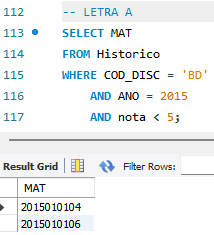 112 -- LETRA A
113 SELECT MAT
114 FROM Historico
115 WHERE COD_DISC = 'BD'
116 AND ANO = 2015
117 AND nota < 5;
Result Grid Filter Rows:
MAT
2015010104
2015010106